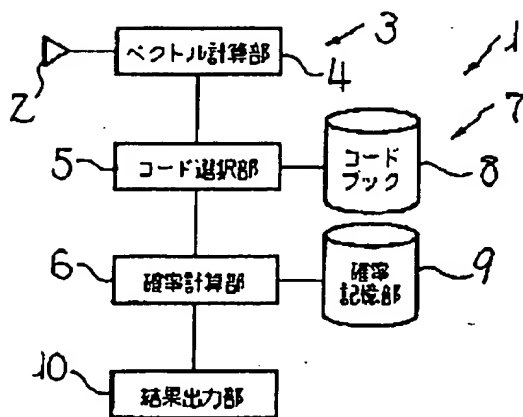 3
1
ベクトル計算部
2
4
7
5
コード選択部
コード
ブック
8
6
確率計算部
確率
記憶部
9
10
結果出力部